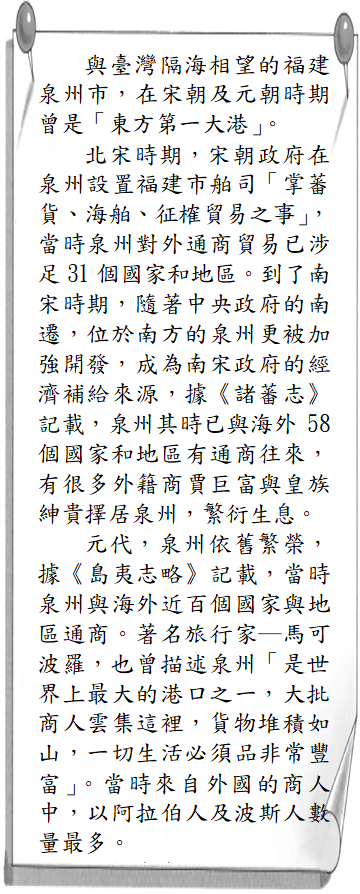 與臺灣隔海相望的福建
泉州市，在宋朝及元朝時期
曾是「東方第一大港」。
北宋時期，宋朝政府在
泉州設置福建市舶司「掌蕃
貨、海舶、征榷貿易之事」，
當時泉州對外通商貿易已涉
足 31 個國家和地區。到了南
宋時期，隨著中央政府的南
遷，位於南方的泉州更被加
強開發，成為南宋政府的經
濟補給來源，據《諸蕃志》
記載，泉州其時已與海外 58
個國家和地區有通商往來，
有很多外籍商賈巨富與皇族
紳貴擇居泉州，繁衍生息。
元代，泉州依舊繁榮，
據《島夷志略》記載，當時
泉州與海外近百個國家與地
區通商。著名旅行家─馬可
波羅，也曾描述泉州「是世
界上最大的港口之一，大批
商人雲集這裡，貨物堆積如
山，一切生活必須品非常豐
富」。當時來自外國的商人
中，以阿拉伯人及波斯人數
量最多。